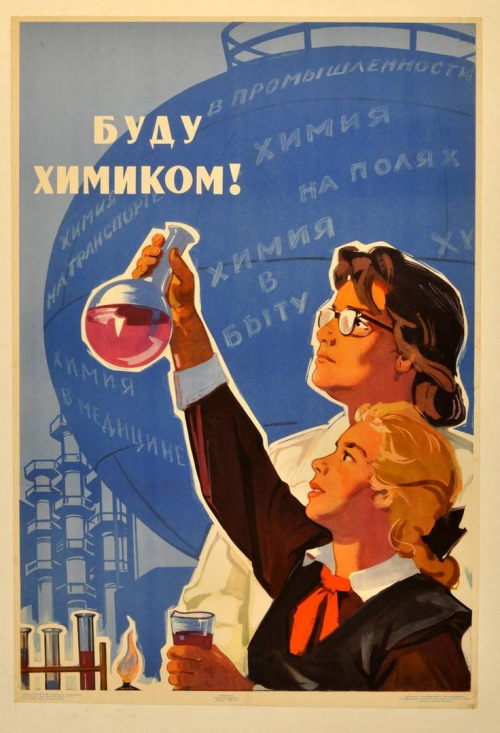 БУДУ
ХИМИКОМ!
В ПРОМЫШЛЕННОСТИ
ХИМИЯ
НА ПОЛЯХ
ХИМИЯ
НА ТРАНСПОРТЕ
ХИМИЯ
В
БЫТУ
ХИМИЯ
В МЕДИЦИНЕ